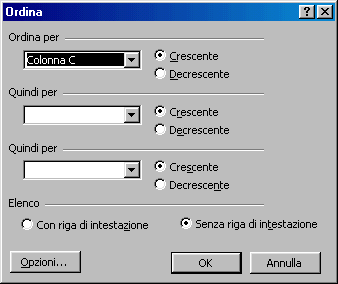 Ordina
Ordina per
Colonna C
Crescente
Decrescente
Quindi per
Crescente
Decrescente
Quindi per
Crescente
Decrescente
Elenco
Con riga di intestazione
Senza riga di intestazione
Opzioni...
OK
Annulla